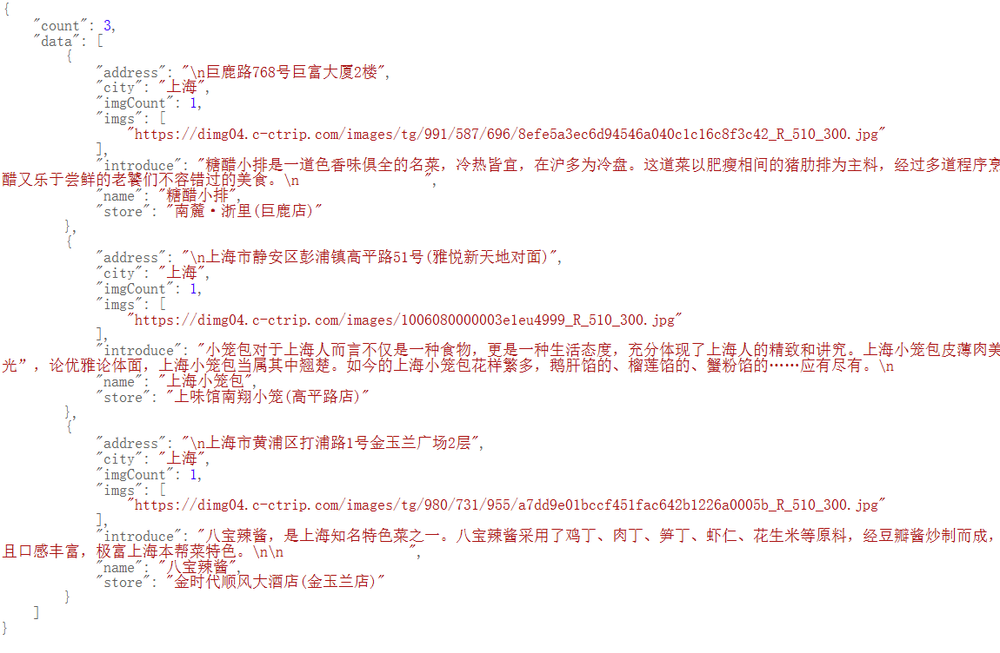 {
    "count": 3,
    "data": [
        {
            "address": "\n巨鹿路768号巨富大厦2楼",
            "city": "上海",
            "imgCount": 1,
            "imgs": [
                "https://dimg04.c-ctrip.com/images/tg/991/587/696/8efe5a3ec6d94546a040c1c16c8f3c42_R_510_300.jpg"
            ],
            "introduce": "糖醋小排是一道色香味俱全的名菜，冷热皆宜，在沪多为冷盘。这道菜以肥瘦相间的猪肋排为主料，经过多道程序烹
醋又乐于尝鲜的老饕们不容错过的美食。\n                ",
            "name": "糖醋小排",
            "store": "南麓·浙里(巨鹿店)"
        },
        {
            "address": "\n上海市静安区彭浦镇高平路51号(雅悦新天地对面)",
            "city": "上海",
            "imgCount": 1,
            "imgs": [
                "https://dimg04.c-ctrip.com/images/1006080000003e1eu4999_R_510_300.jpg"
            ],
            "introduce": "小笼包对于上海人而言不仅是一种食物，更是一种生活态度，充分体现了上海人的精致和讲究。上海小笼包皮薄肉美
光”，论优雅论体面，上海小笼包当属其中翘楚。如今的上海小笼包花样繁多，鹅肝馅的、榴莲馅的、蟹粉馅的……应有尽有。\n
            "name": "上海小笼包",
            "store": "上味馆南翔小笼(高平路店)"
        },
        {
            "address": "\n上海市黄浦区打浦路1号金玉兰广场2层",
            "city": "上海",
            "imgCount": 1,
            "imgs": [
                "https://dimg04.c-ctrip.com/images/tg/980/731/955/a7dd9e01bccf451fac642b1226a0005b_R_510_300.jpg"
            ],
            "introduce": "八宝辣酱，是上海知名特色菜之一。八宝辣酱采用了鸡丁、肉丁、笋丁、虾仁、花生米等原料，经豆瓣酱炒制而成，
且口感丰富，极富上海本帮菜特色。\n\n                ",
            "name": "八宝辣酱",
            "store": "金时代顺风大酒店(金玉兰店)"
        }
    ]
}